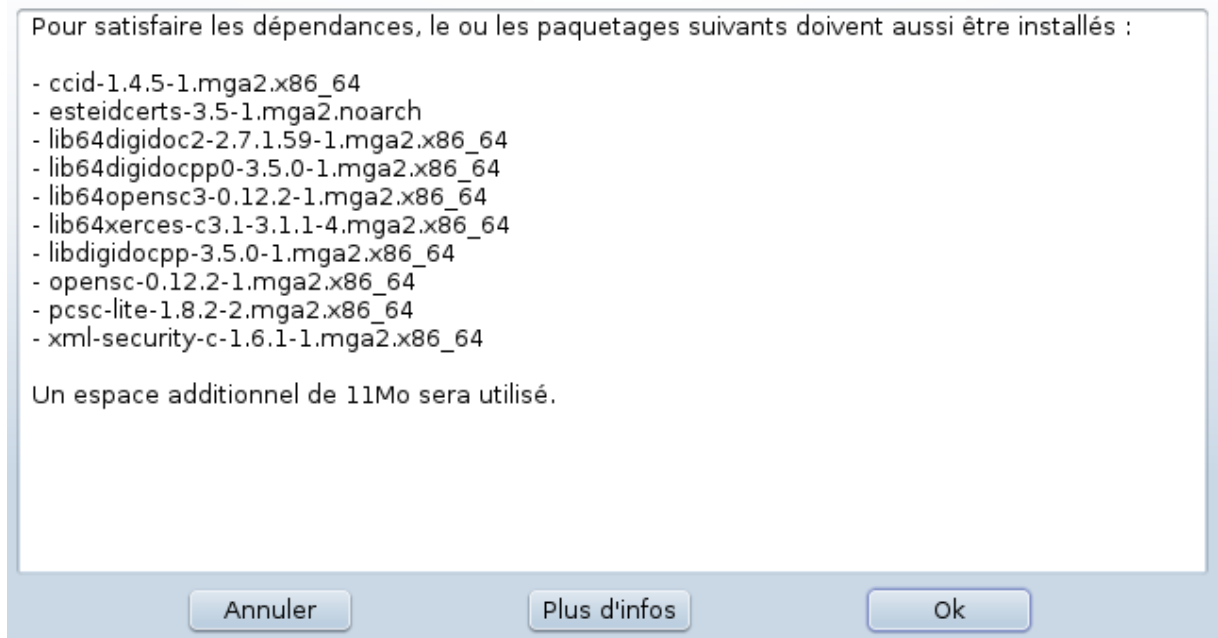 Pour satisfaire les dépendances, le ou les paquetages suivants doivent aussi être installés :
- ccid-1.4.5-1.mga2.x86_64
- esteidcerts-3.5-1.mga2.noarch
- lib64digidoc2-2.7.1.59-1.mga2.x86_64
- lib64digidocpp0-3.5.0-1.mga2.x86_64
- lib64opensc3-0.12.2-1.mga2.x86_64
- lib64xerces-c3.1-3.1.1-4.mga2.x86_64
- libdigidocpp-3.5.0-1.mga2.x86_64
- opensc-0.12.2-1.mga2.x86_64
- pcsc-lite-1.8.2-2.mga2.x86_64
- xml-security-c-1.6.1-1.mga2.x86_64
Un espace additionnel de 11Mo sera utilisé.
Annuler Plus d'infos Ok